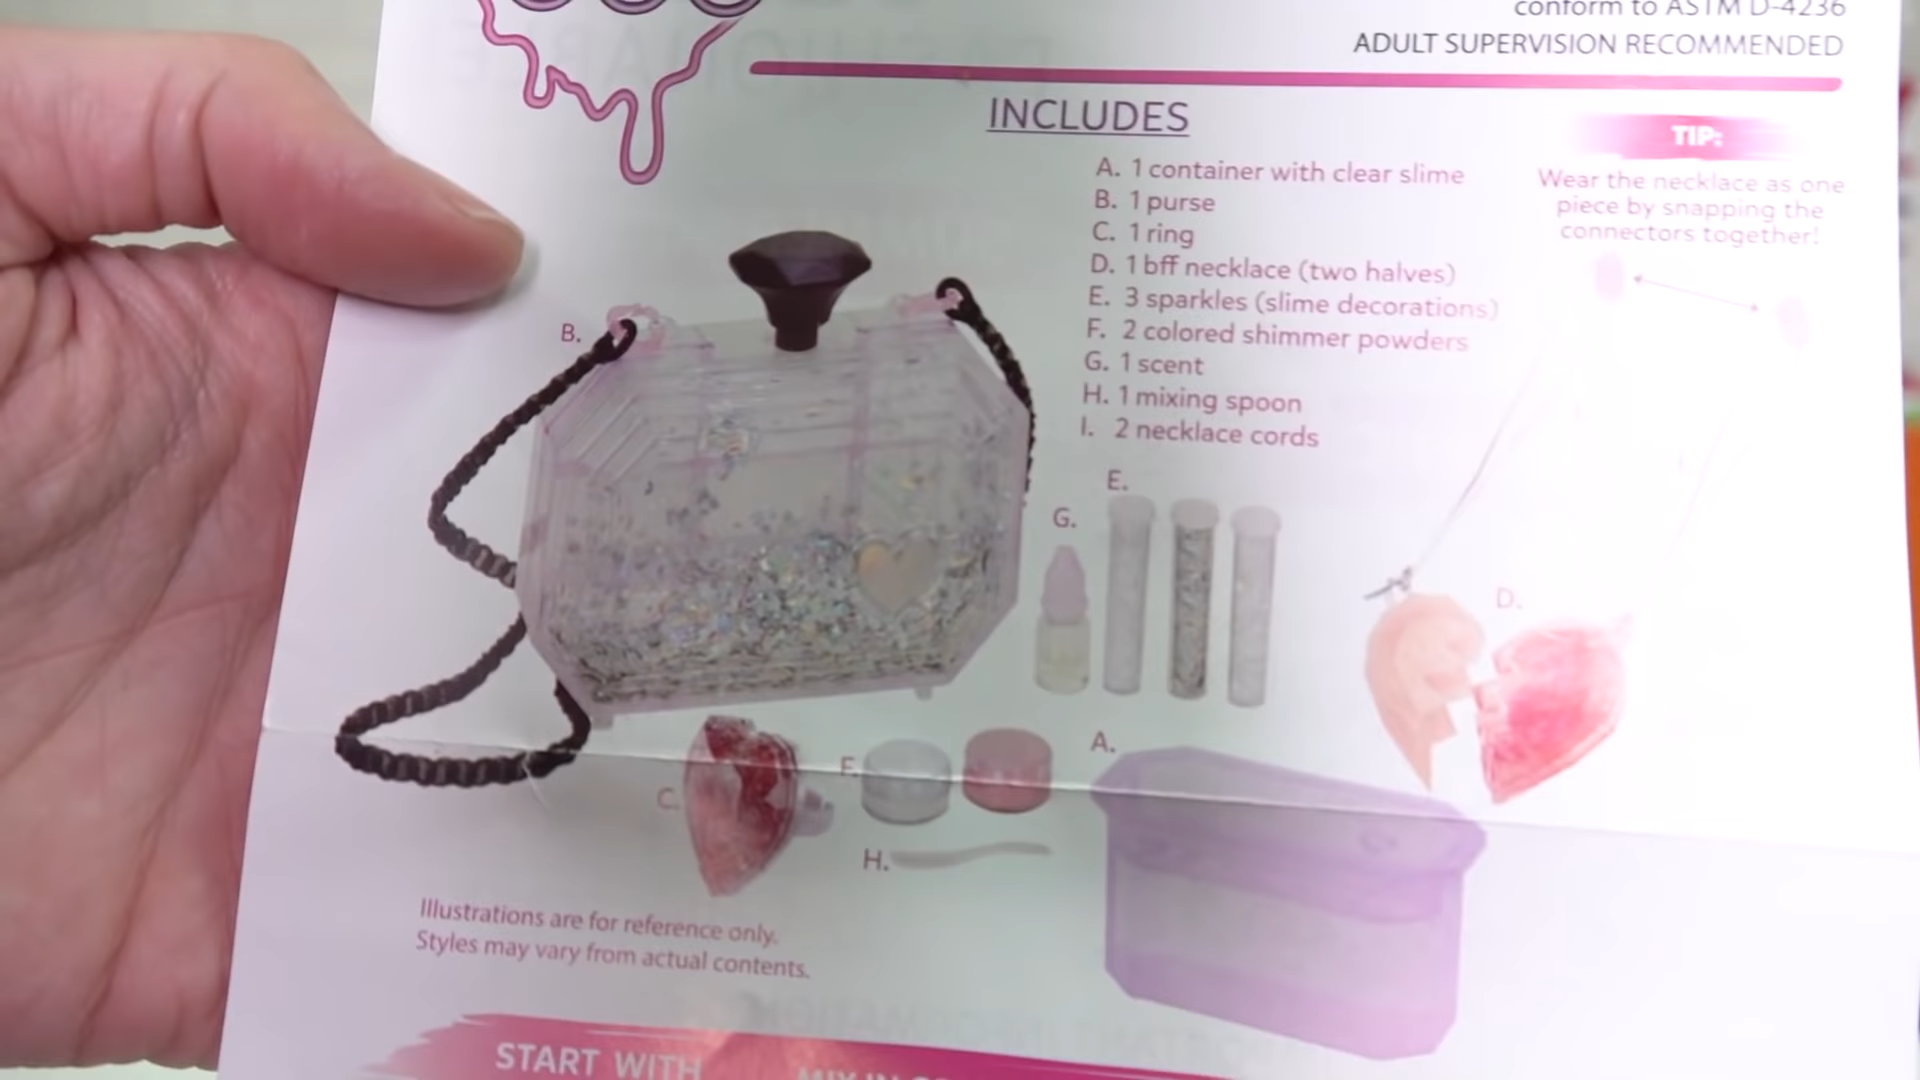 conform to ASTM D-4236
ADULT SUPERVISION RECOMMENDED
INCLUDES
A. 1 container with clear slime
B. 1 purse
C. 1 ring
D. 1 bff necklace (two halves)
E. 3 sparkles (slime decorations)
F. 2 colored shimmer powders
G. 1 scent
H. 1 mixing spoon
I. 2 necklace cords
TIP:
Wear the necklace as one
piece by snapping the
connectors together!
B.
E.
G.
D.
A.
F.
C.
H.
Illustrations are for reference only.
Styles may vary from actual contents.
START WITH